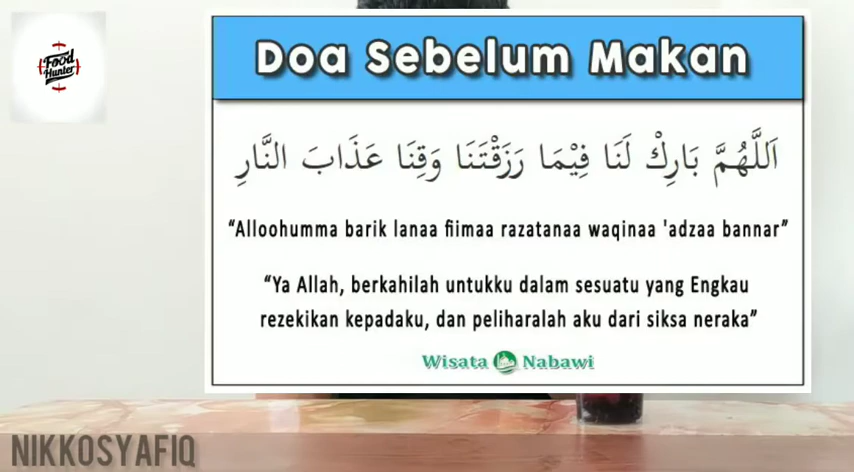 Food
Hunter
Doa Sebelum Makan
اَللَّهُمَّ بَارِكْ لَنَا فِيْمَا رَزَقْتَنَا وَقِنَا عَذَابَ النَّارِ
“Alloohumma barik lanaa fiimaa razatanaa waqinaa 'adzaa bannar”
“Ya Allah, berkahilah untukku dalam sesuatu yang Engkau
rezekikan kepadaku, dan peliharalah aku dari siksa neraka”
Wisata Nabawi
NIKKOSYAFIQ